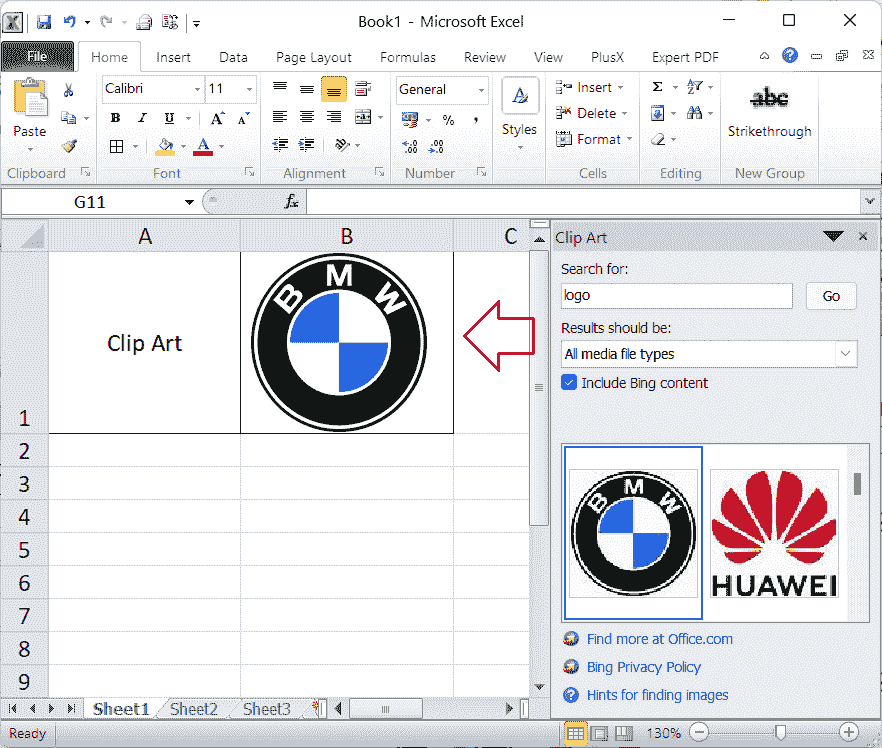 Book1 - Microsoft Excel
File Home Insert Data Page Layout Formulas Review View PlusX Expert PDF
Paste
Clipboard
Calibri 11
B I U A A
A
Font
Alignment
General
% ,
Number
A
Styles
Insert
Delete
Format
Cells
Σ
Editing
abc
Strikethrough
New Group
G11 fx
A B C
1 Clip Art BMW
2
3
4
5
6
7
8
9
Clip Art
Search for:
logo Go
Results should be:
All media file types
Include Bing content
BMW
HUAWEI
Find more at Office.com
Bing Privacy Policy
Hints for finding images
Sheet1 Sheet2 Sheet3
Ready 130%